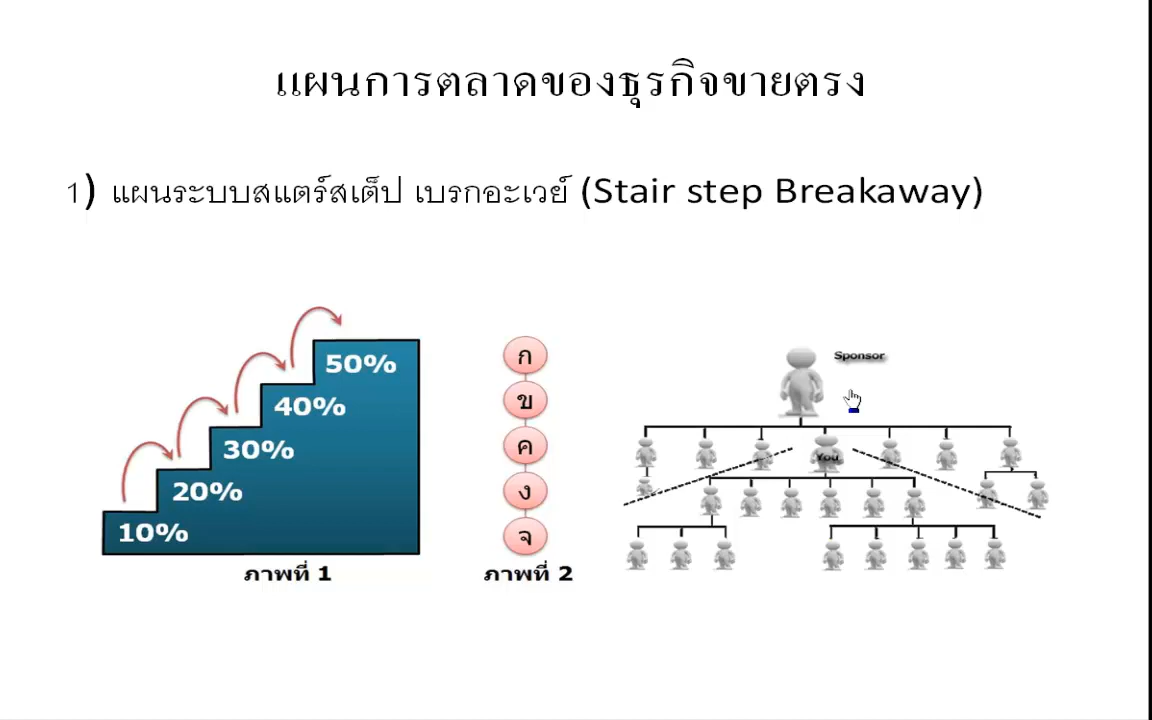 แผนการตลาดของธุรกิจขายตรง
1) แผนระบบสแตร์สเต็ป เบรกอะเวย์ (Stair step Breakaway)
50%
40%
30%
20%
10%
ภาพที่ 1
ก
ข
ค
ง
จ
ภาพที่ 2
Sponsor
You